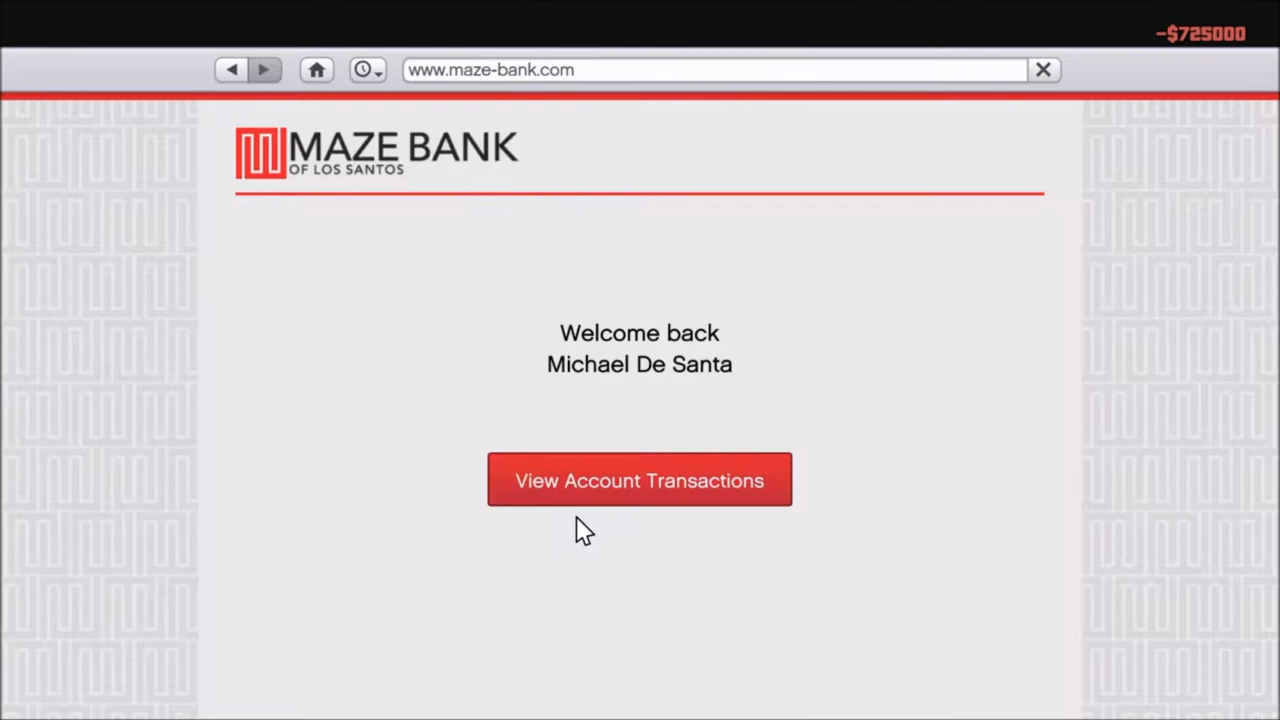 -$725000
www.maze-bank.com
MAZE BANK
OF LOS SANTOS
Welcome back
Michael De Santa
View Account Transactions